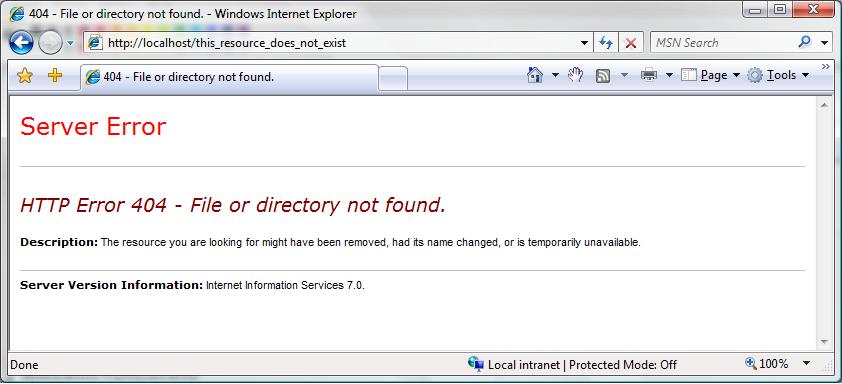 404 - File or directory not found. - Windows Internet Explorer
http://localhost/this_resource_does_not_exist
MSN Search
404 - File or directory not found.
Page
Tools
Server Error
HTTP Error 404 - File or directory not found.
Description: The resource you are looking for might have been removed, had its name changed, or is temporarily unavailable.
Server Version Information: Internet Information Services 7.0.
Done
Local intranet | Protected Mode: Off
100%